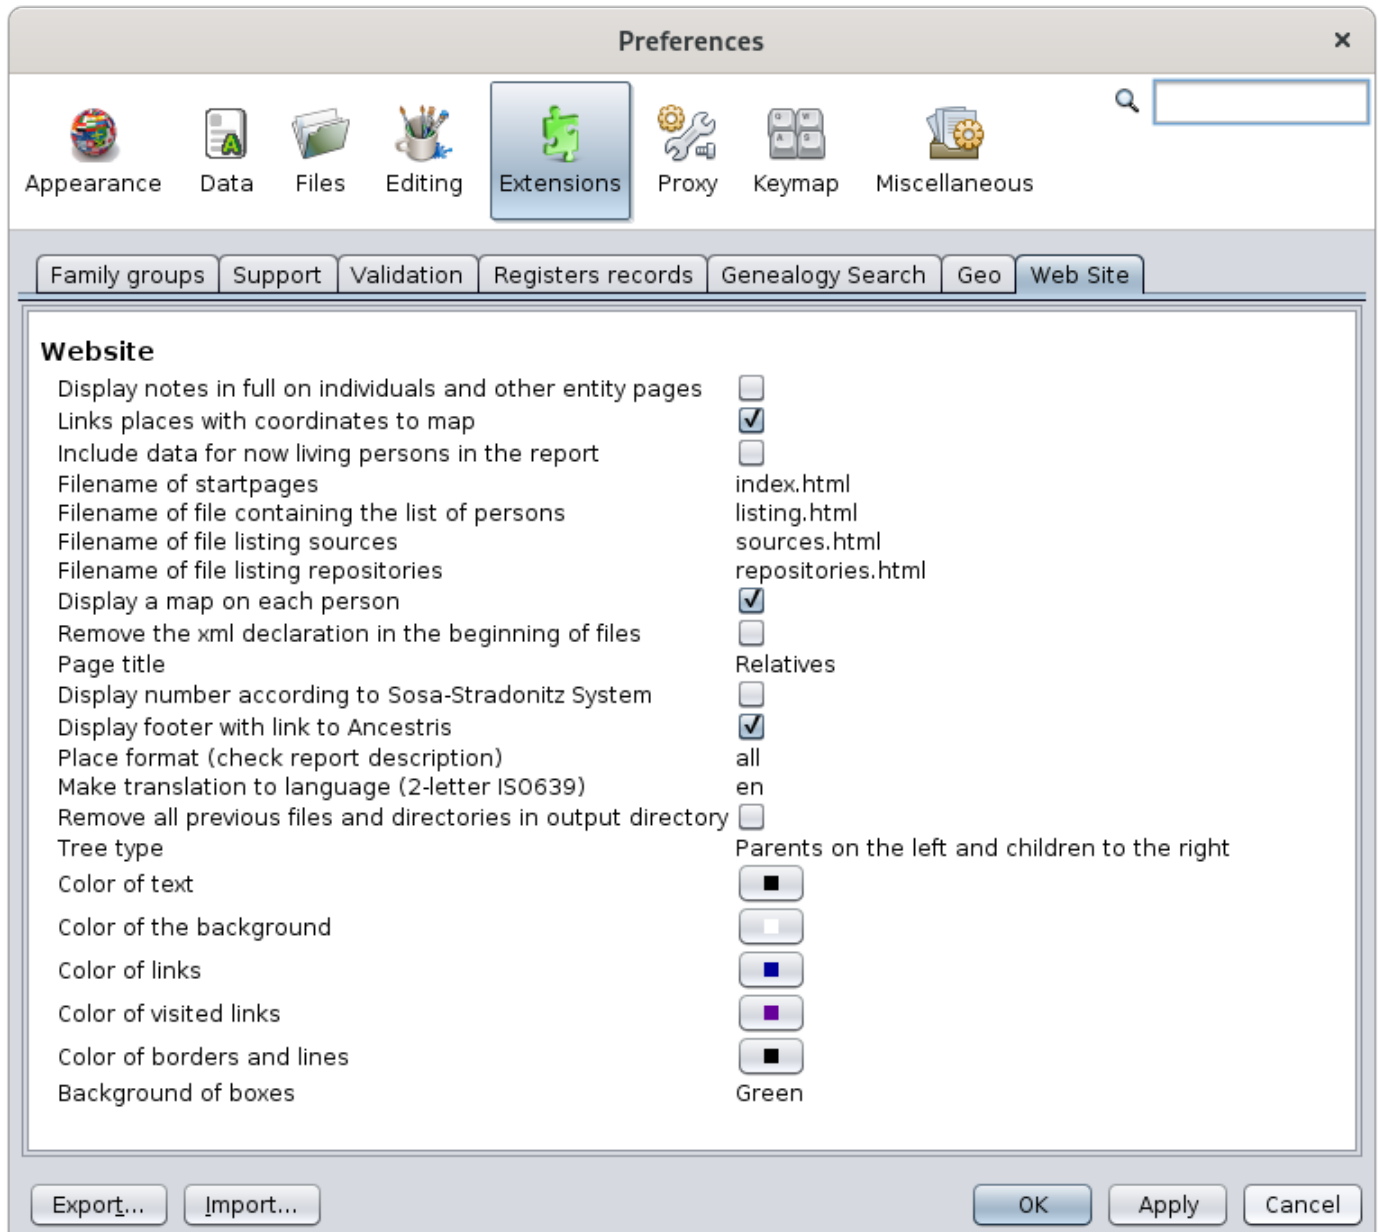 Preferences
Appearance Data Files Editing Extensions Proxy Keymap Miscellaneous
Family groups Support Validation Registers records Genealogy Search Geo Web Site
Website
Display notes in full on individuals and other entity pages
Links places with coordinates to map
Include data for now living persons in the report
Filename of startpages index.html
Filename of file containing the list of persons listing.html
Filename of file listing sources sources.html
Filename of file listing repositories repositories.html
Display a map on each person
Remove the xml declaration in the beginning of files
Page title Relatives
Display number according to Sosa-Stradonitz System
Display footer with link to Ancestris
Place format (check report description) all
Make translation to language (2-letter ISO639) en
Remove all previous files and directories in output directory
Tree type Parents on the left and children to the right
Color of text
Color of the background
Color of links
Color of visited links
Color of borders and lines
Background of boxes Green
Export... Import... OK Apply Cancel